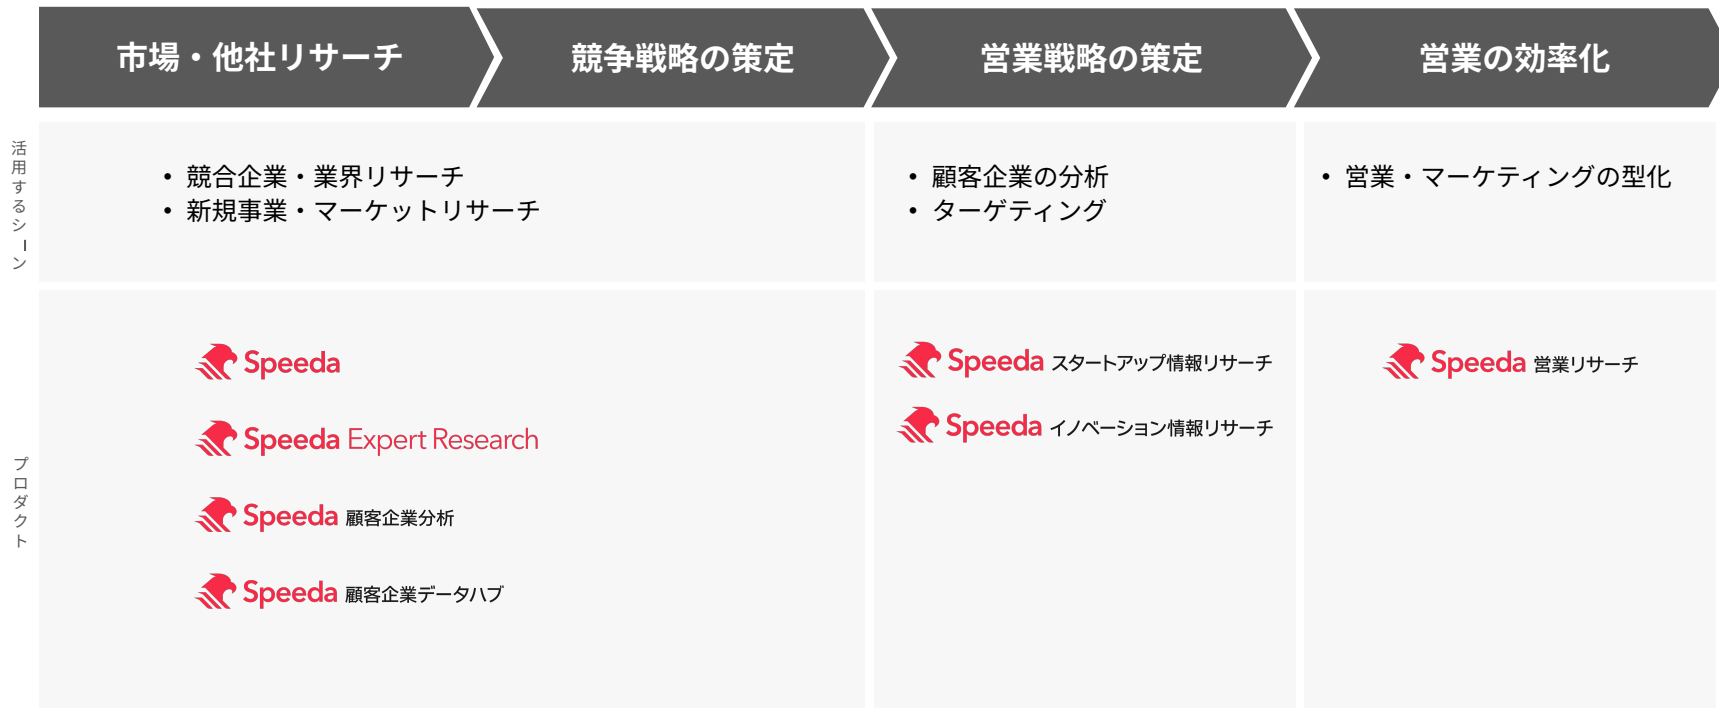 市場・他社リサーチ
競争戦略の策定
営業戦略の策定
営業の効率化
活用するシーン
• 競合企業・業界リサーチ
• 新規事業・マーケットリサーチ
• 顧客企業の分析
• ターゲティング
• 営業・マーケティングの型化
プロダクト
Speeda
Speeda Expert Research
Speeda 顧客企業分析
Speeda 顧客企業データハブ
Speeda スタートアップ情報リサーチ
Speeda イノベーション情報リサーチ
Speeda 営業リサーチ